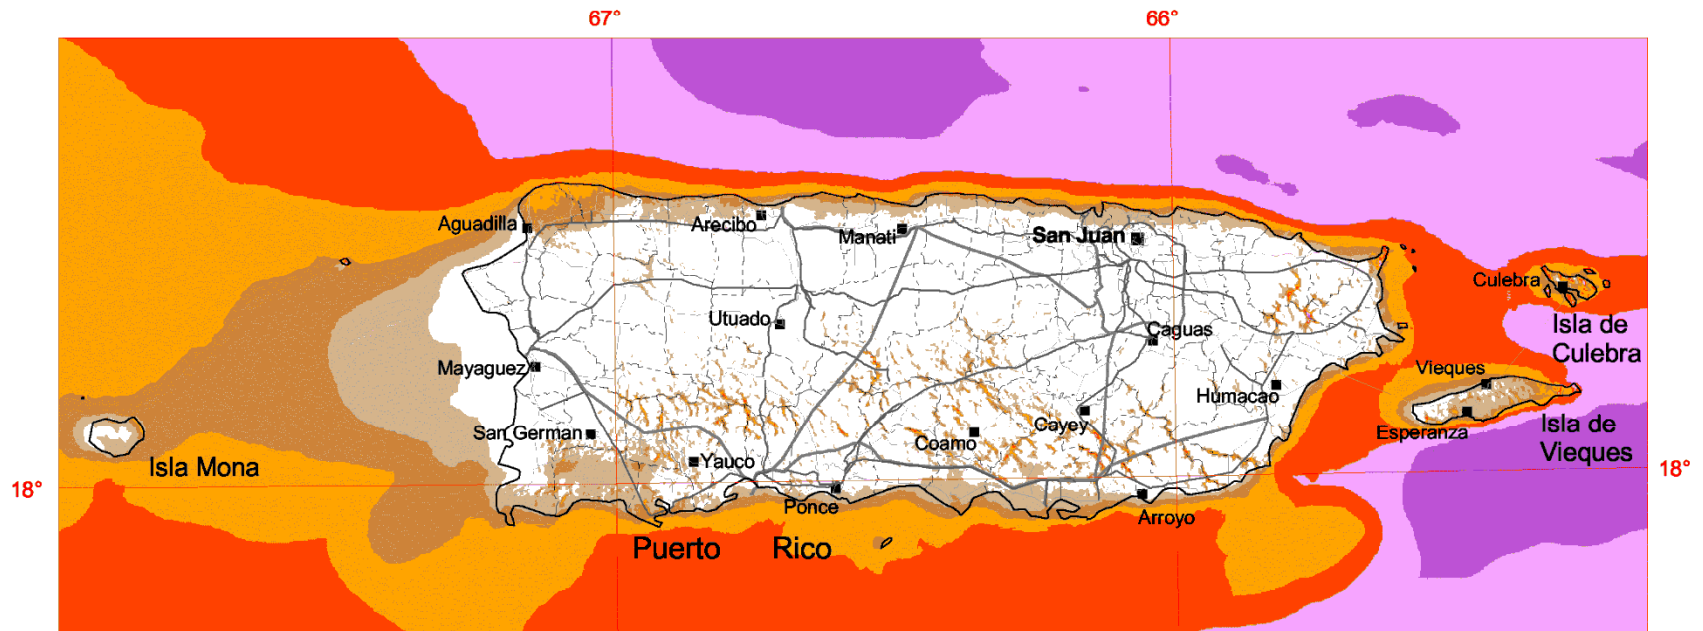 67°
66°
Aguadilla
Arecibo
Manati
San Juan
Culebra
Isla de
Culebra
Utuado
Caguas
Mayaguez
Vieques
Humacao
San German
Coamo
Cayey
Esperanza
Isla de
Vieques
Isla Mona
Yauco
18°
18°
Ponce
Arroyo
Puerto Rico